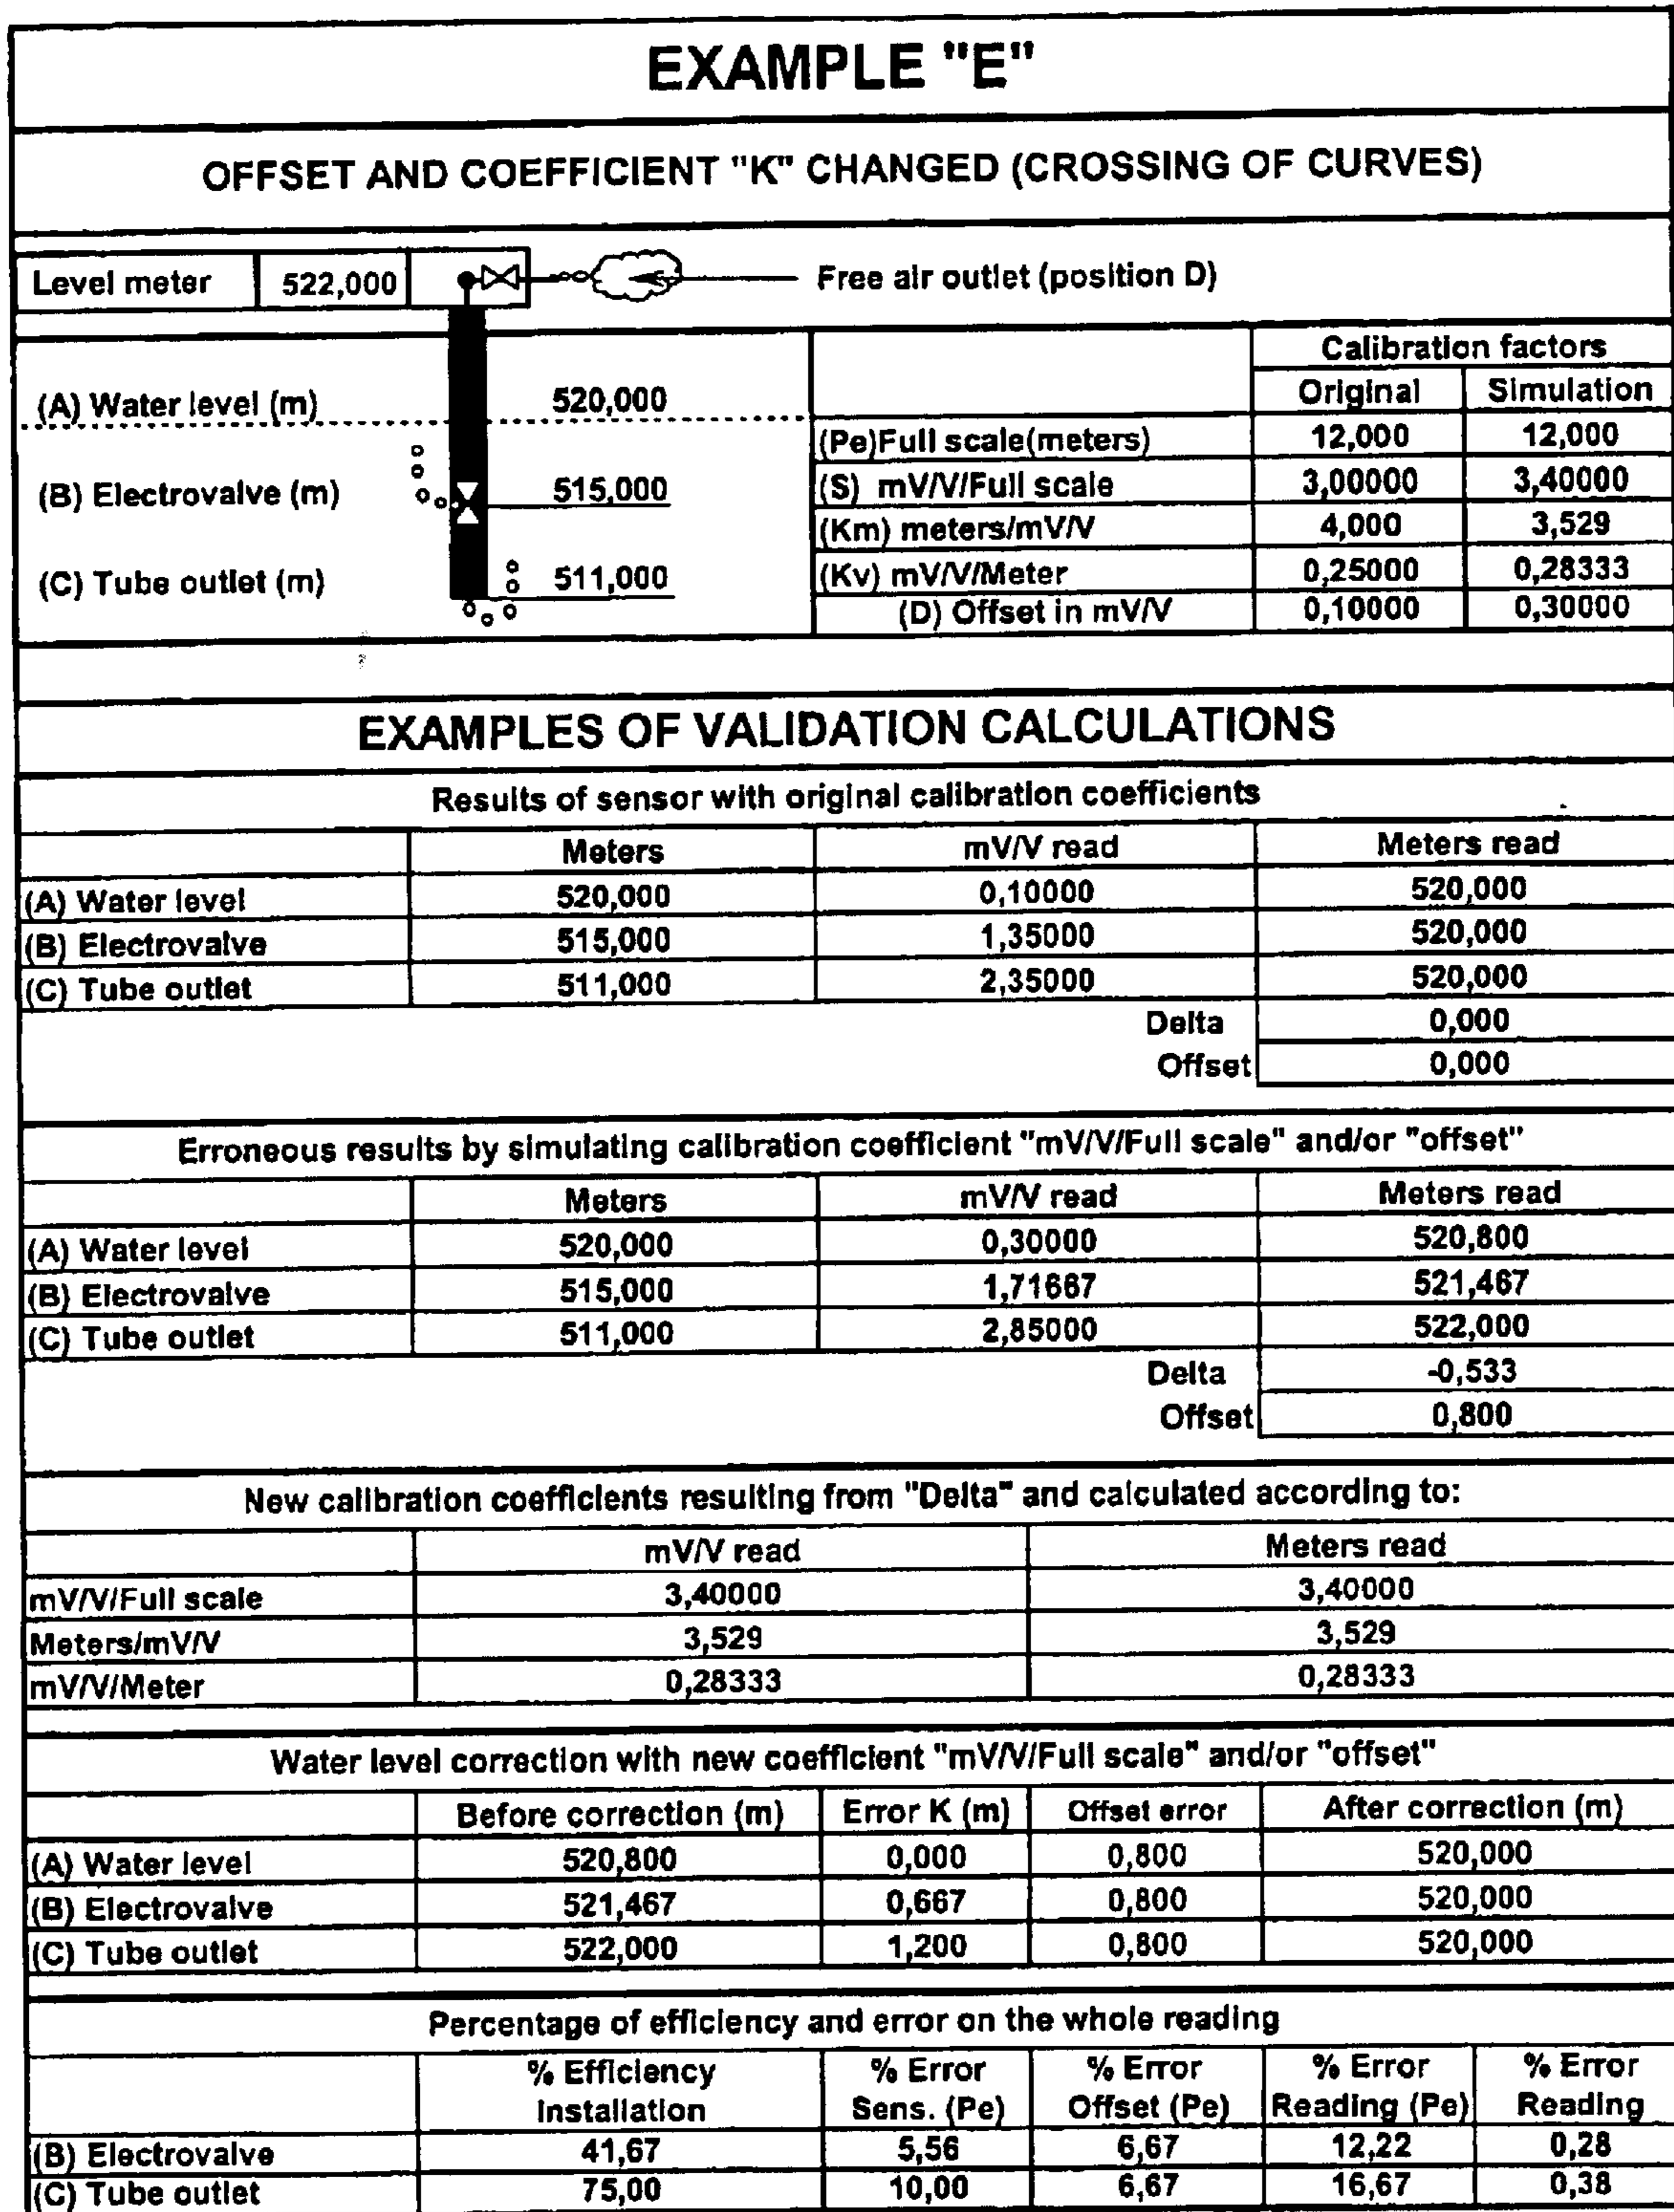 EXAMPLE "E"
OFFSET AND COEFFICIENT "K" CHANGED (CROSSING OF CURVES)
Level meter 522,000 Free air outlet (position D)
Calibration factors
Original Simulation
(A) Water level (m) 520,000
(Pe)Full scale(meters) 12,000 12,000
(B) Electrovalve (m) 515,000 (S) mV/V/Full scale 3,00000 3,40000
(Km) meters/mV/V 4,000 3,529
(C) Tube outlet (m) 511,000 (Kv) mV/V/Meter 0,25000 0,28333
(D) Offset in mV/V 0,10000 0,30000
EXAMPLES OF VALIDATION CALCULATIONS
Results of sensor with original calibration coefficients
Meters mV/V read Meters read
(A) Water level 520,000 0,10000 520,000
(B) Electrovalve 515,000 1,35000 520,000
(C) Tube outlet 511,000 2,35000 520,000
Delta 0,000
Offset 0,000
Erroneous results by simulating calibration coefficient "mV/V/Full scale" and/or "offset"
Meters mV/V read Meters read
(A) Water level 520,000 0,30000 520,800
(B) Electrovalve 515,000 1,71667 521,467
(C) Tube outlet 511,000 2,85000 522,000
Delta -0,533
Offset 0,800
New calibration coefficients resulting from "Delta" and calculated according to:
mV/V read Meters read
mV/V/Full scale 3,40000 3,40000
Meters/mV/V 3,529 3,529
mV/V/Meter 0,28333 0,28333
Water level correction with new coefficient "mV/V/Full scale" and/or "offset"
Before correction (m) Error K (m) Offset error After correction (m)
(A) Water level 520,800 0,000 0,800 520,000
(B) Electrovalve 521,467 0,667 0,800 520,000
(C) Tube outlet 522,000 1,200 0,800 520,000
Percentage of efficiency and error on the whole reading
% Efficiency % Error % Error % Error % Error
Installation Sens. (Pe) Offset (Pe) Reading (Pe) Reading
(B) Electrovalve 41,67 5,56 6,67 12,22 0,28
(C) Tube outlet 75,00 10,00 6,67 16,67 0,38